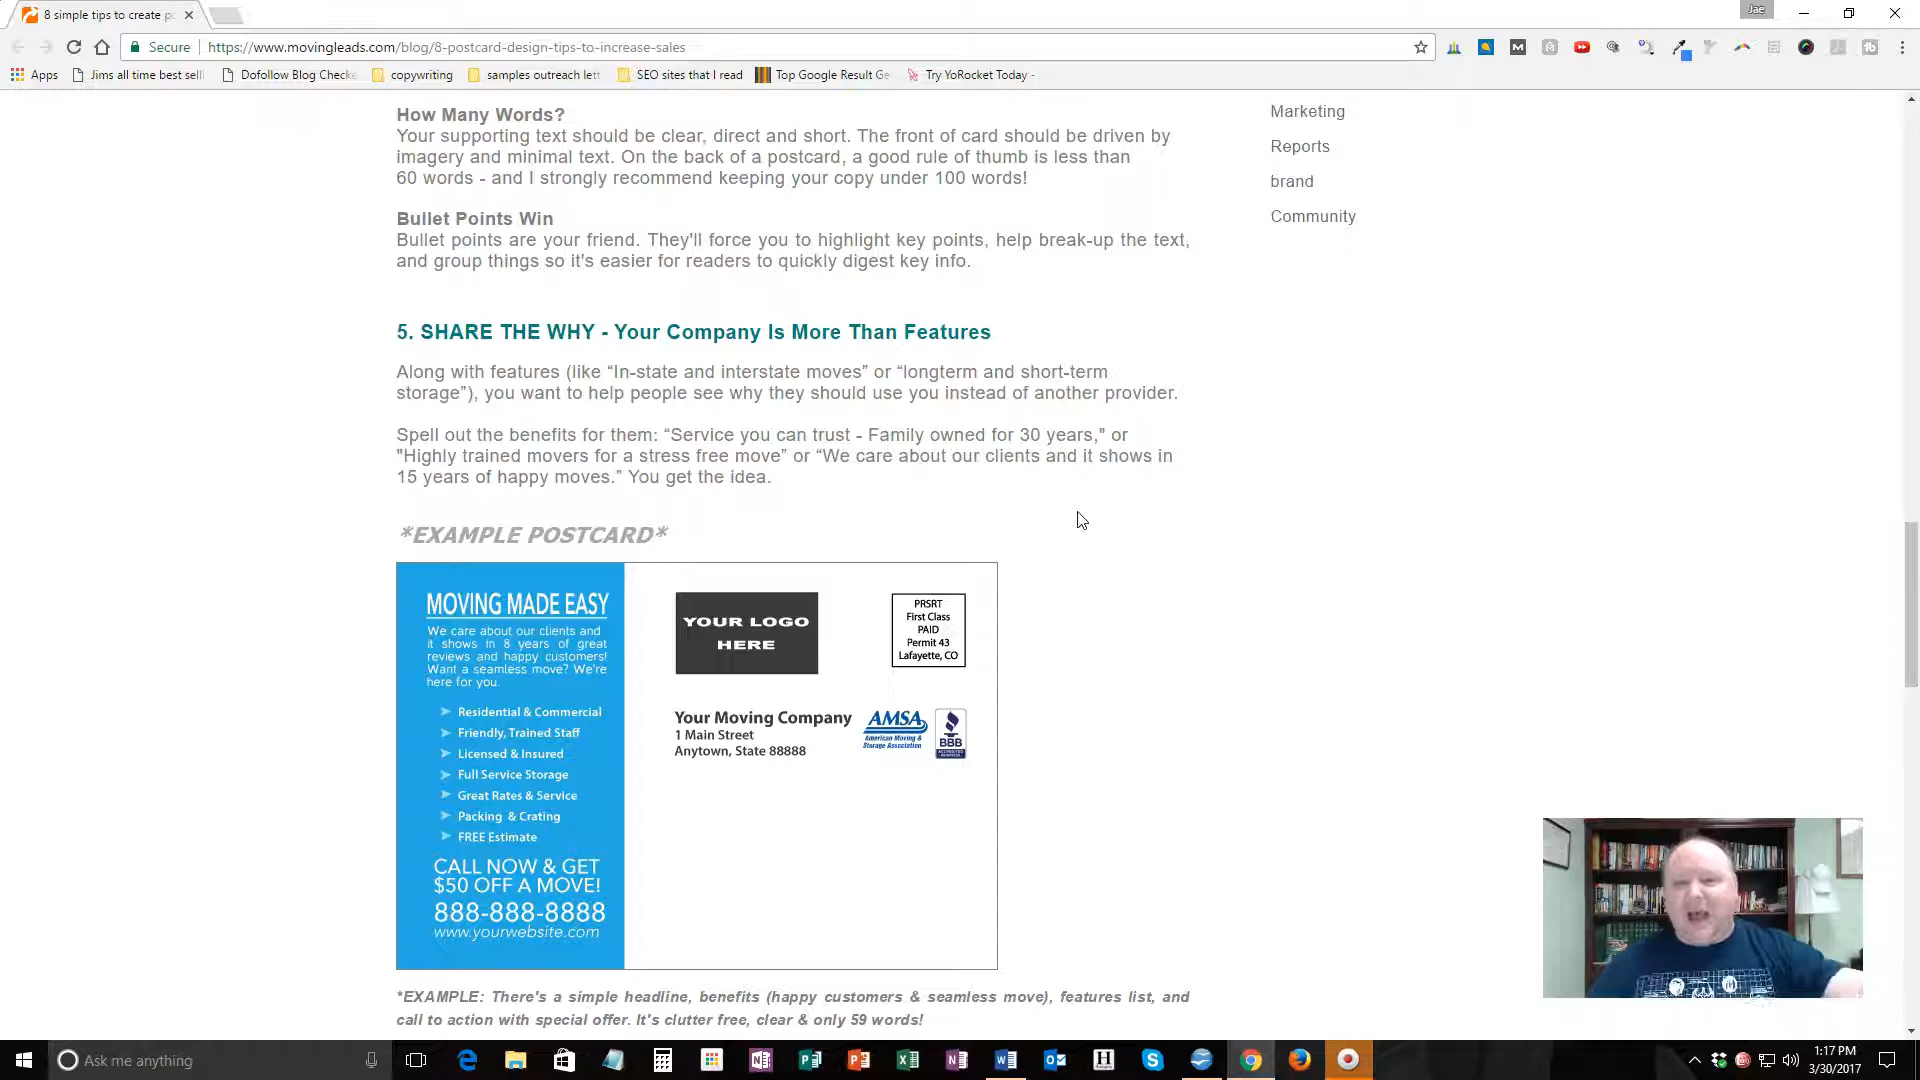 8 simple tips to create p
Jae
Secure
https://www.movingleads.com/blog/8-postcard-design-tips-to-increase-sales
Apps
Jims all time best sell
Dofollow Blog Checke
copywriting
samples outreach lett
SEO sites that I read
Top Google Result Ge
Try YoRocket Today -
How Many Words?
Your supporting text should be clear, direct and short. The front of card should be driven by
imagery and minimal text. On the back of a postcard, a good rule of thumb is less than
60 words - and I strongly recommend keeping your copy under 100 words!
Bullet Points Win
Bullet points are your friend. They'll force you to highlight key points, help break-up the text,
and group things so it's easier for readers to quickly digest key info.
Marketing
Reports
brand
Community
5. SHARE THE WHY - Your Company Is More Than Features
Along with features (like “In-state and interstate moves” or “longterm and short-term
storage”), you want to help people see why they should use you instead of another provider.
Spell out the benefits for them: “Service you can trust - Family owned for 30 years," or
"Highly trained movers for a stress free move” or “We care about our clients and it shows in
15 years of happy moves.” You get the idea.
*EXAMPLE POSTCARD*
MOVING MADE EASY
We care about our clients and
it shows in 8 years of great
reviews and happy customers!
Want a seamless move? We're
here for you.
Residential & Commercial
Friendly, Trained Staff
Licensed & Insured
Full Service Storage
Great Rates & Service
Packing & Crating
FREE Estimate
CALL NOW & GET
$50 OFF A MOVE!
888-888-8888
www.yourwebsite.com
YOUR LOGO
HERE
PRSRT
First Class
PAID
Permit 43
Lafayette, CO
Your Moving Company
1 Main Street
Anytown, State 88888
AMSA
American Moving &
Storage Association
BBB
ACCREDITED
BUSINESS
*EXAMPLE: There's a simple headline, benefits (happy customers & seamless move), features list, and
call to action with special offer. It's clutter free, clear & only 59 words!
Ask me anything
1:17 PM
3/30/2017